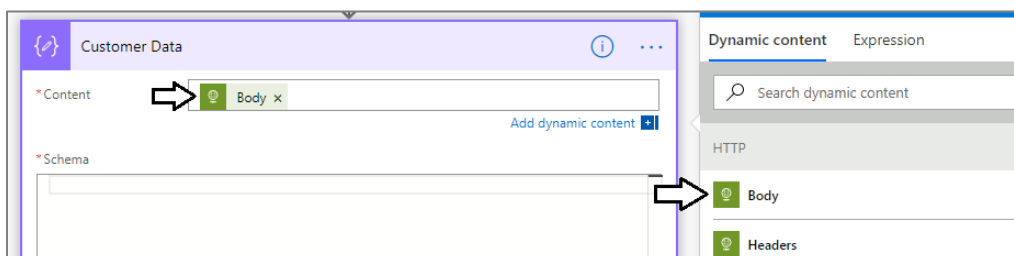 Customer Data
* Content
Body ×
Add dynamic content
* Schema
Dynamic content Expression
Search dynamic content
HTTP
Body
Headers